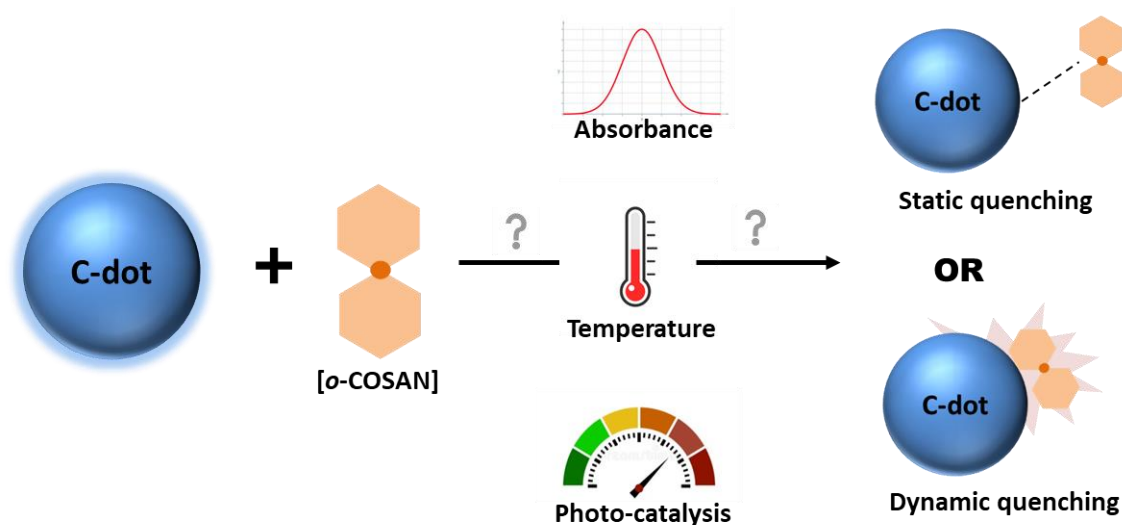 C-dot
+
[o-COSAN]
?
Absorbance
Temperature
Photo-catalysis
?
C-dot
Static quenching
OR
C-dot
Dynamic quenching